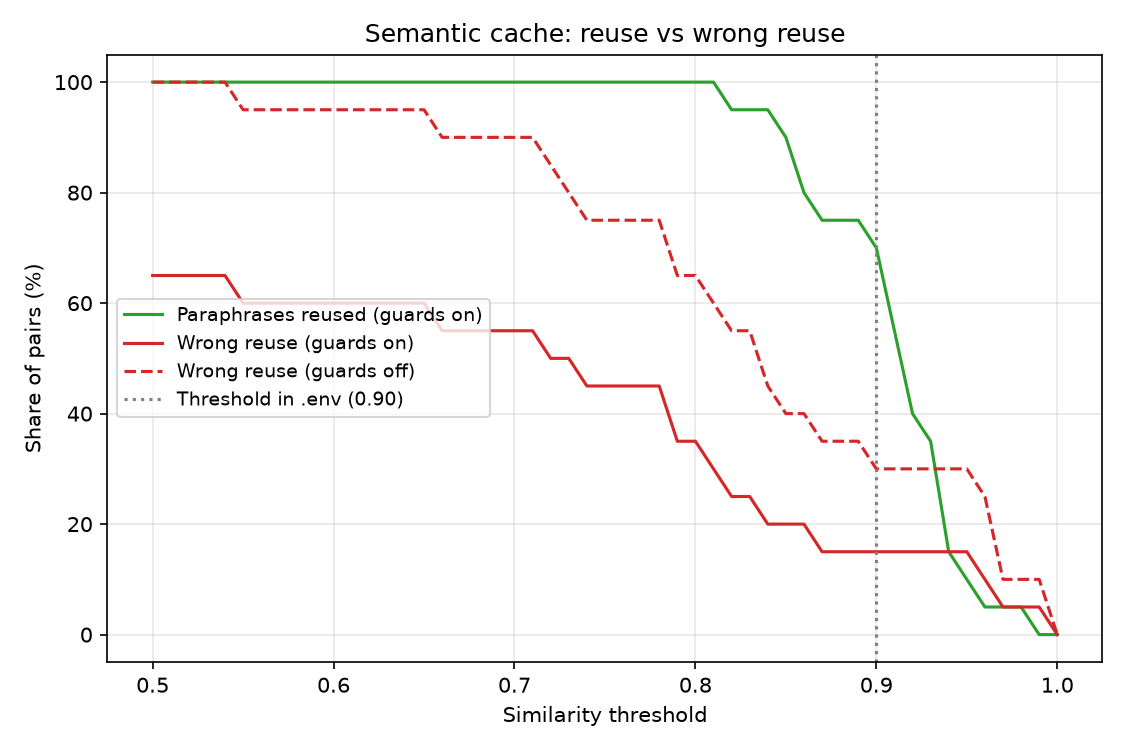 Semantic cache: reuse vs wrong reuse
100
80
60
40
20
0
Share of pairs (%)
Paraphrases reused (guards on)
Wrong reuse (guards on)
Wrong reuse (guards off)
Threshold in .env (0.90)
0.5 0.6 0.7 0.8 0.9 1.0
Similarity threshold